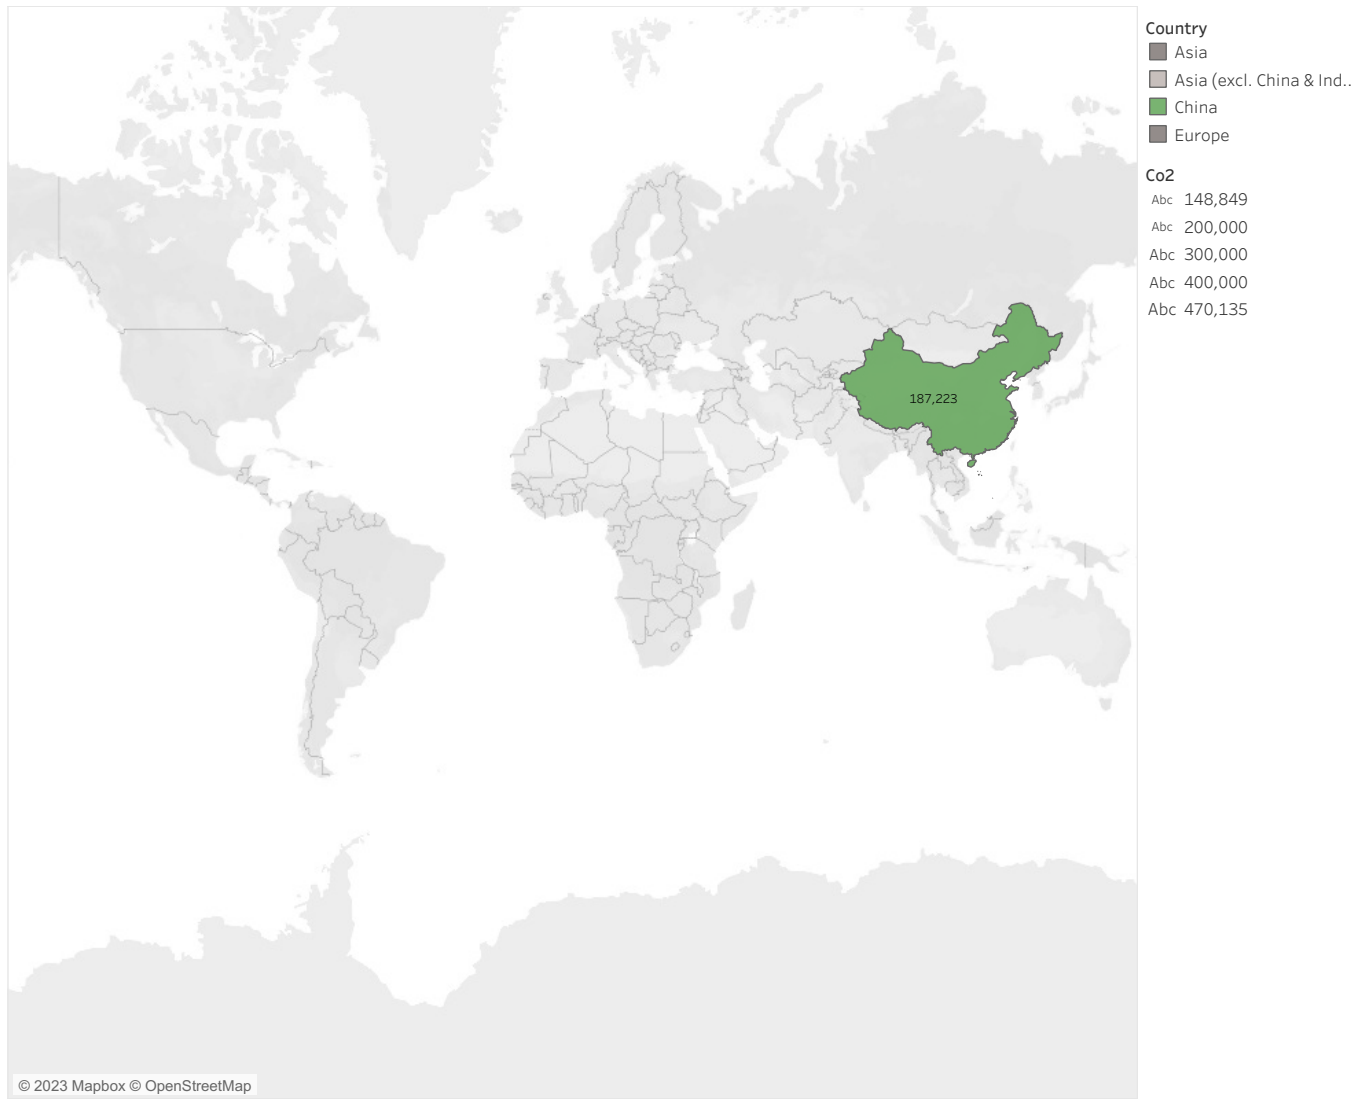 Country
Asia
Asia (excl. China & Ind..
China
Europe
Co2
Abc 148,849
Abc 200,000
Abc 300,000
Abc 400,000
Abc 470,135
187,223
© 2023 Mapbox © OpenStreetMap